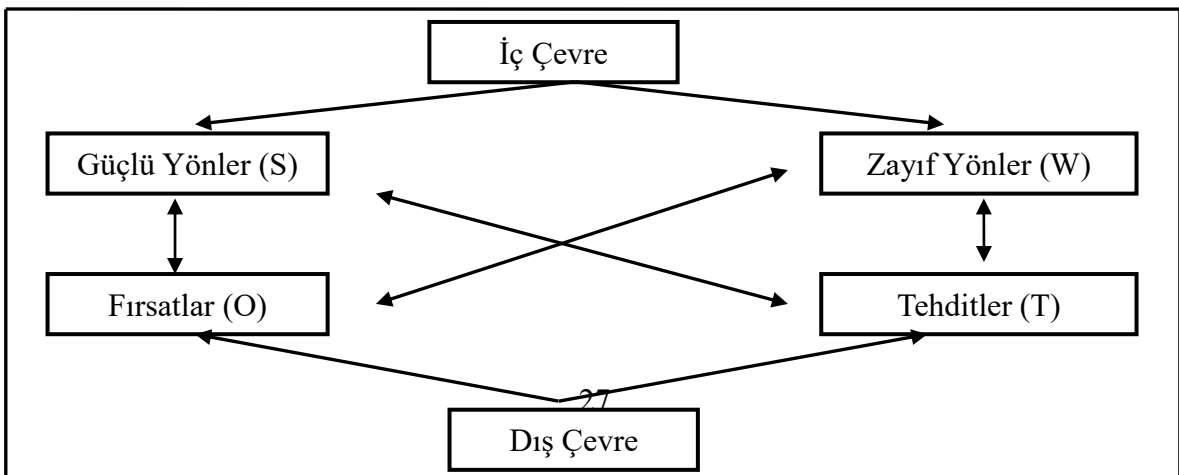 İç Çevre
Güçlü Yönler (S)
Zayıf Yönler (W)
Fırsatlar (O)
Tehditler (T)
27
Dış Çevre